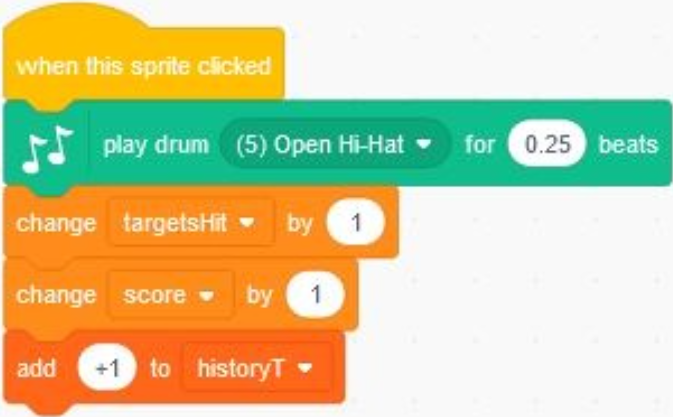 when this sprite clicked
play drum (5) Open Hi-Hat for 0.25 beats
change targetsHit by 1
change score by 1
add +1 to historyT